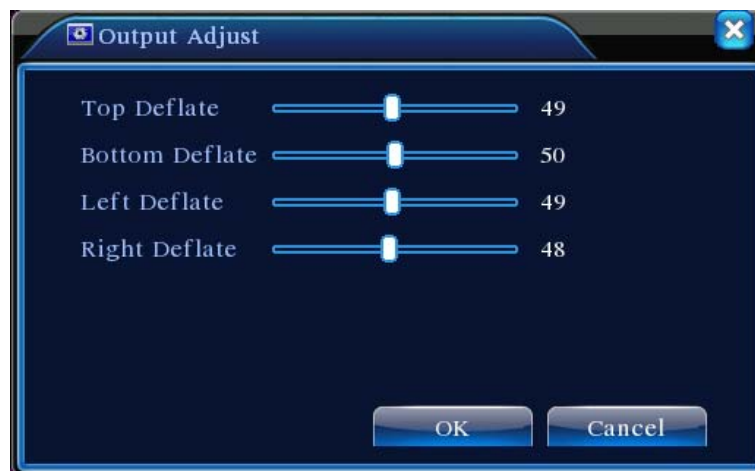 Output Adjust
Top Deflate 49
Bottom Deflate 50
Left Deflate 49
Right Deflate 48
OK Cancel